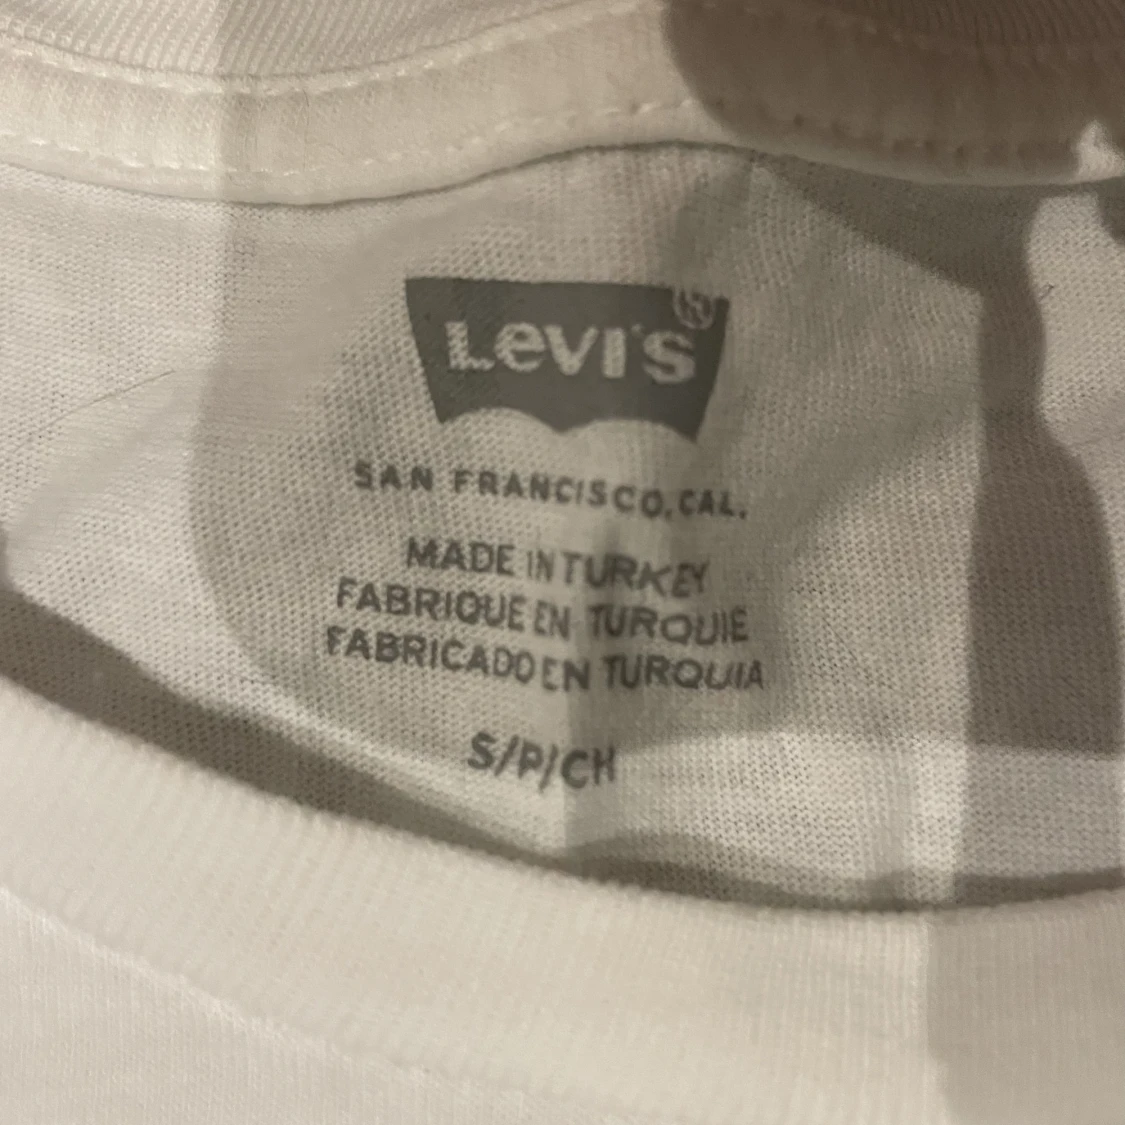 Levi's®
SAN FRANCISCO, CAL.
MADE IN TURKEY
FABRIQUE EN TURQUIE
FABRICADO EN TURQUIA
S/P/CH